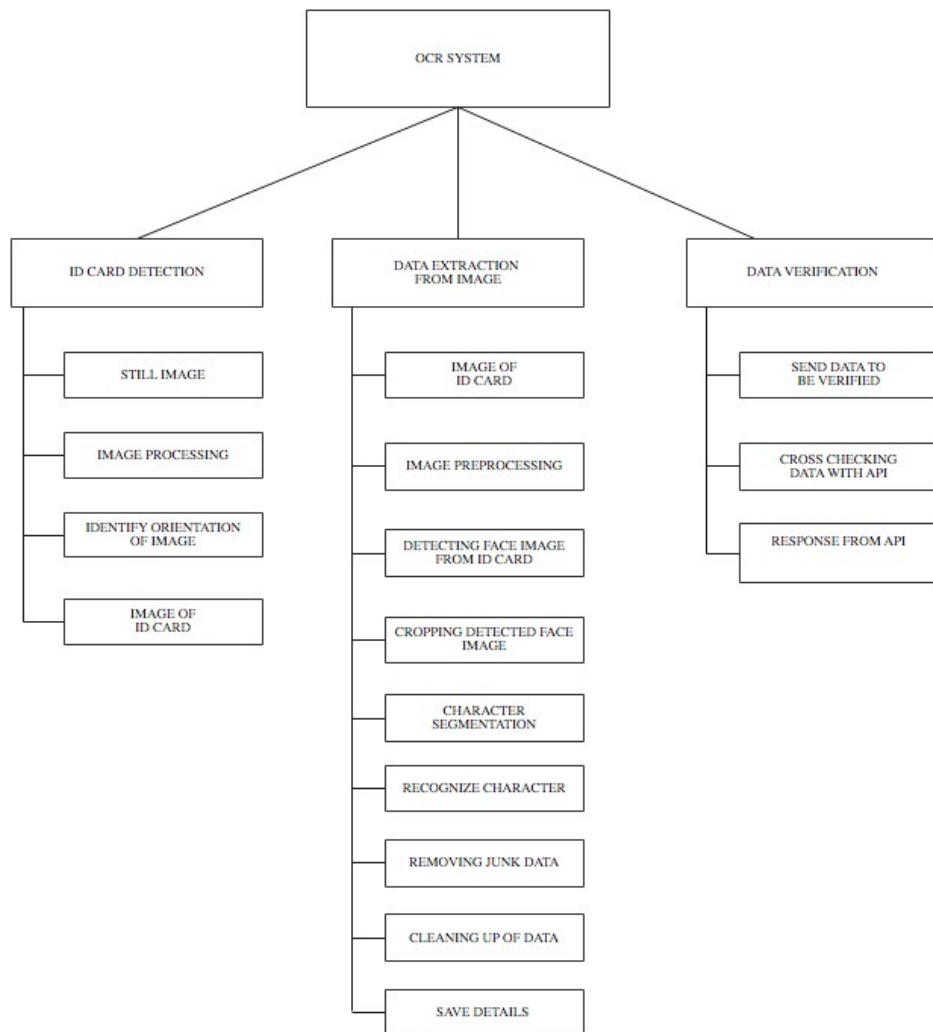 OCR SYSTEM
ID CARD DETECTION
STILL IMAGE
IMAGE PROCESSING
IDENTIFY ORIENTATION
OF IMAGE
IMAGE OF
ID CARD
DATA EXTRACTION
FROM IMAGE
IMAGE OF
ID CARD
IMAGE PREPROCESSING
DETECTING FACE IMAGE
FROM ID CARD
CROPPING DETECTED FACE
IMAGE
CHARACTER
SEGMENTATION
RECOGNIZE CHARACTER
REMOVING JUNK DATA
CLEANING UP OF DATA
SAVE DETAILS
DATA VERIFICATION
SEND DATA TO
BE VERIFIED
CROSS CHECKING
DATA WITH API
RESPONSE FROM API